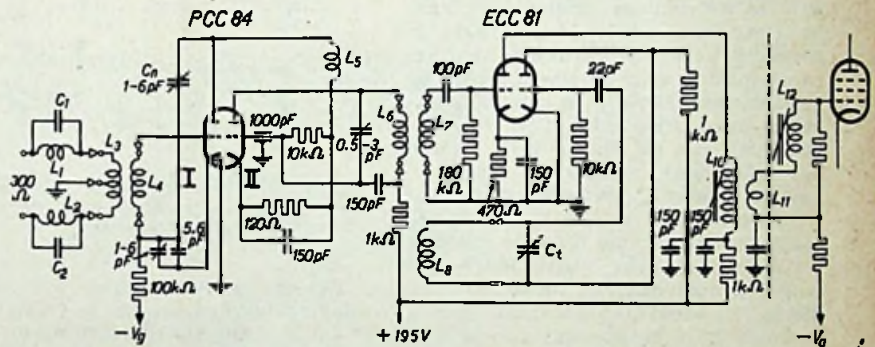 PCC 84
ECC 81
Cn
1-6pF
L5
C1
L3
L1
300
Ω
L2
C2
L4
I
II
1000pF
10kΩ
0.5-3
pF
L6
L7
100pF
22pF
L12
1
kΩ
L10
L11
120Ω
150pF
150pF
180
kΩ
150
pF
470Ω
10kΩ
1-6
pF
5.6
pF
100kΩ
1kΩ
L8
Ct
150
pF
150
pF
1kΩ
-Vg
+195V
-Vg